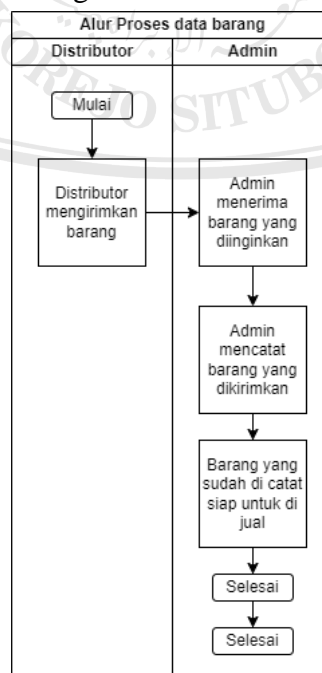 Alur Proses data barang
Distributor
Admin
Mulai
Distributor
mengirimkan
barang
Admin
menerima
barang yang
diinginkan
Admin
mencatat
barang yang
dikirimkan
Barang yang
sudah di catat
siap untuk di
jual
Selesai
Selesai